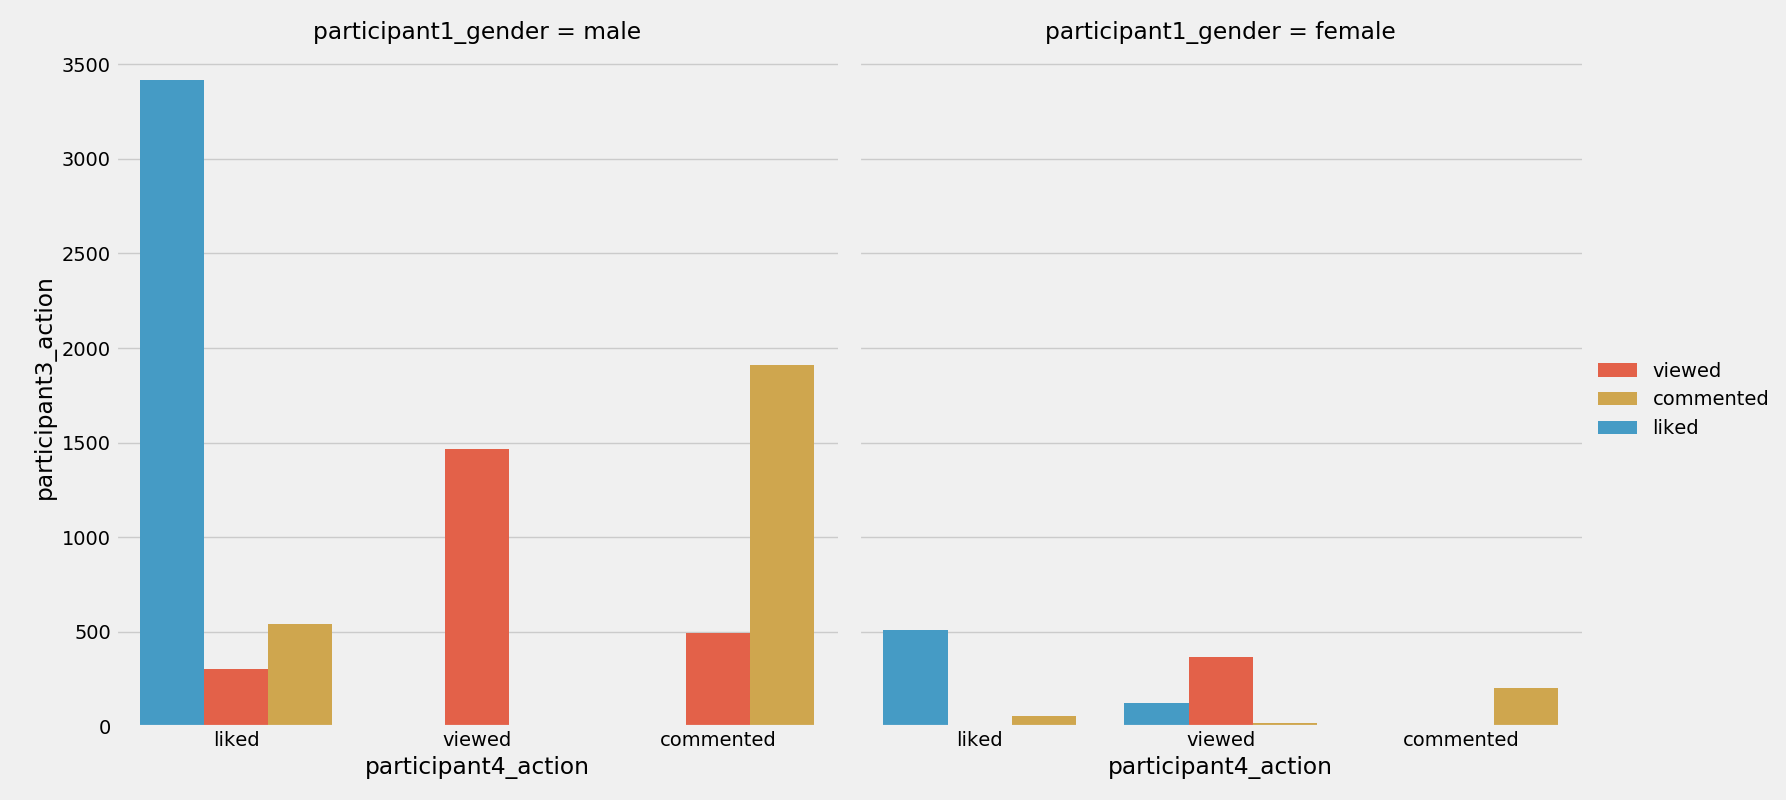 participant1_gender = male
participant1_gender = female
3500
3000
2500
2000
1500
1000
500
0
participant3_action
liked
viewed
commented
participant4_action
liked
viewed
commented
participant4_action
viewed
commented
liked